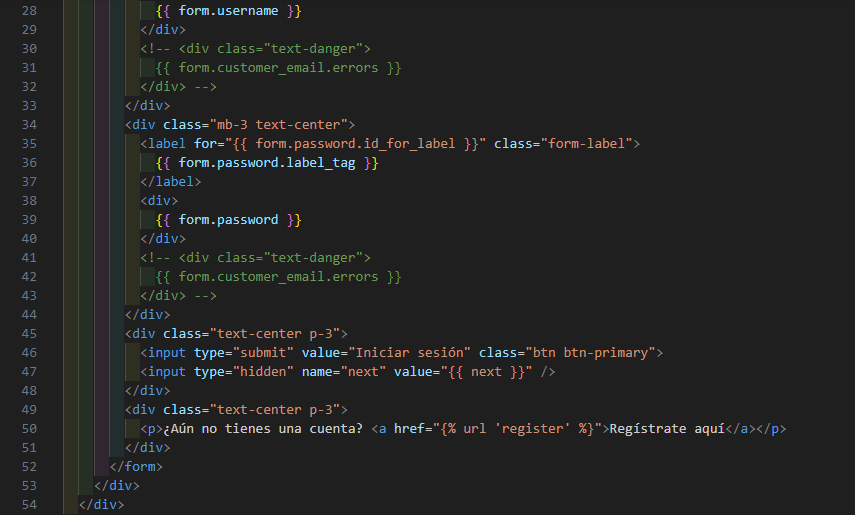 28 {{ form.username }}
29 </div>
30 <!-- <div class="text-danger">
31 {{ form.customer_email.errors }}
32 </div> -->
33 </div>
34 <div class="mb-3 text-center">
35 <label for="{{ form.password.id_for_label }}" class="form-label">
36 {{ form.password.label_tag }}
37 </label>
38 <div>
39 {{ form.password }}
40 </div>
41 <!-- <div class="text-danger">
42 {{ form.customer_email.errors }}
43 </div> -->
44 </div>
45 <div class="text-center p-3">
46 <input type="submit" value="Iniciar sesión" class="btn btn-primary">
47 <input type="hidden" name="next" value="{{ next }}" />
48 </div>
49 <div class="text-center p-3">
50 <p>¿Aún no tienes una cuenta? <a href="{% url 'register' %}">Regístrate aquí</a></p>
51 </div>
52 </form>
53 </div>
54 </div>